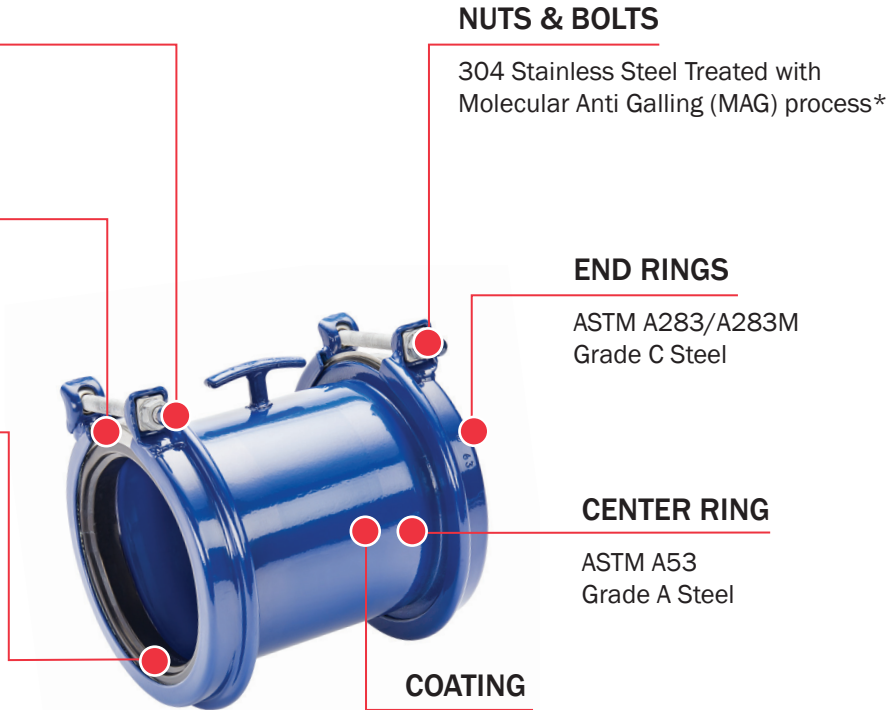 NUTS & BOLTS
304 Stainless Steel Treated with
Molecular Anti Galling (MAG) process*
END RINGS
ASTM A283/A283M
Grade C Steel
63
CENTER RING
ASTM A53
Grade A Steel
COATING